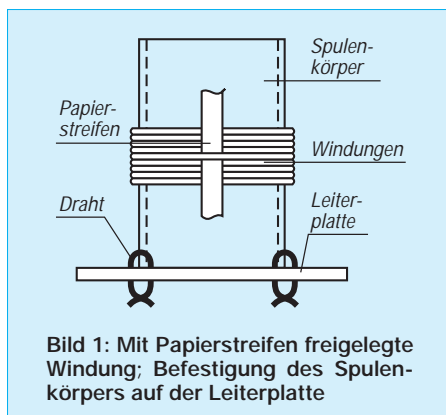 Spulen-
körper
Papier-
streifen
Windungen
Draht
Leiter-
platte
Bild 1: Mit Papierstreifen freigelegte
Windung; Befestigung des Spulen-
körpers auf der Leiterplatte